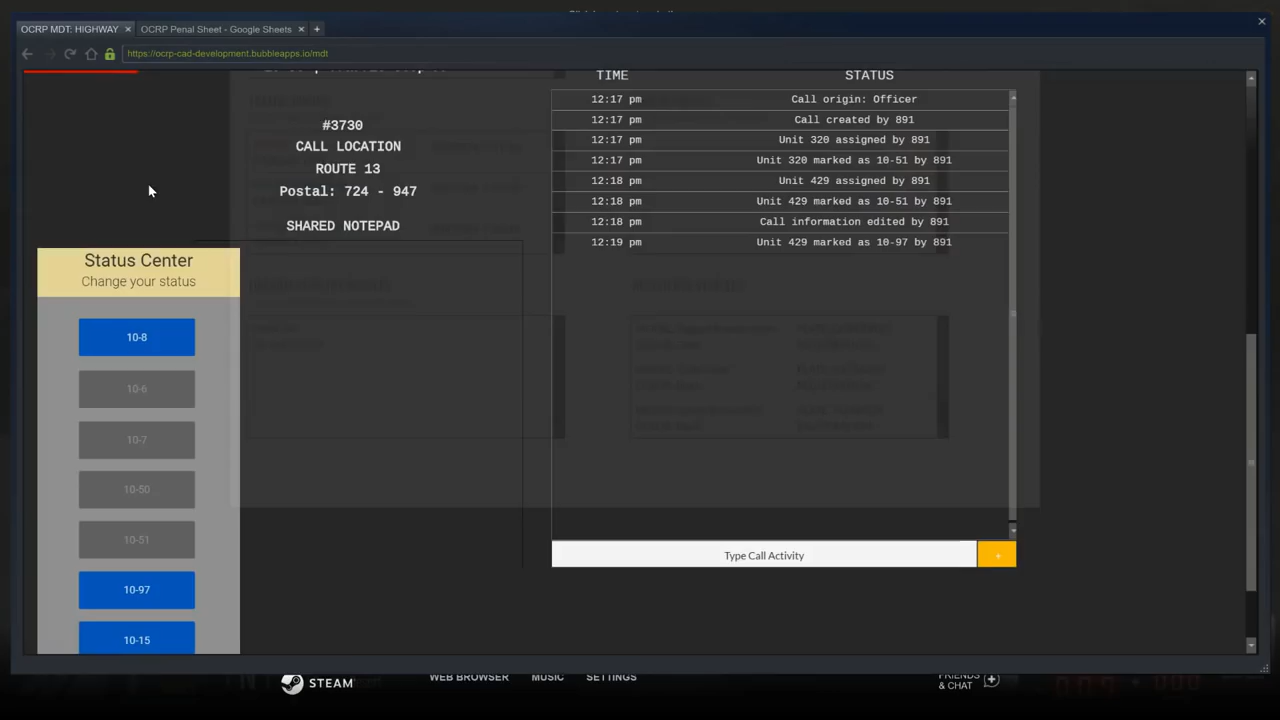 OCRP MDT: HIGHWAY
OCRP Penal Sheet - Google Sheets
https://ocrp-cad-development.bubbleapps.io/mdt
TIME STATUS
12:17 pm Call origin: Officer
12:17 pm Call created by 891
12:17 pm Unit 320 assigned by 891
12:17 pm Unit 320 marked as 10-51 by 891
12:18 pm Unit 429 assigned by 891
12:18 pm Unit 429 marked as 10-51 by 891
12:18 pm Call information edited by 891
12:19 pm Unit 429 marked as 10-97 by 891
#3730
CALL LOCATION
ROUTE 13
Postal: 724 - 947
SHARED NOTEPAD
Status Center
Change your status
10-8
10-6
10-7
10-50
10-51
10-97
10-15
Type Call Activity
+
STEAM
WEB BROWSER
MUSIC
SETTINGS
FRIENDS
& CHAT